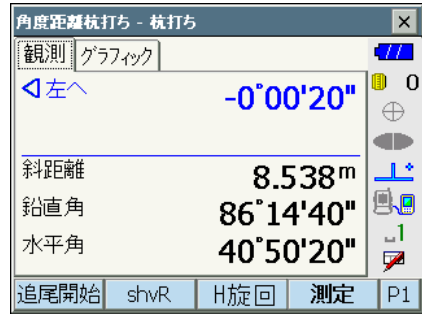 角度距離杭打ち - 杭打ち
観測 グラフィック
左へ -0°00'20"
0
斜距離 8.538m
鉛直角 86°14'40"
水平角 40°50'20"
1
追尾開始 shvR H旋回 測定 P1